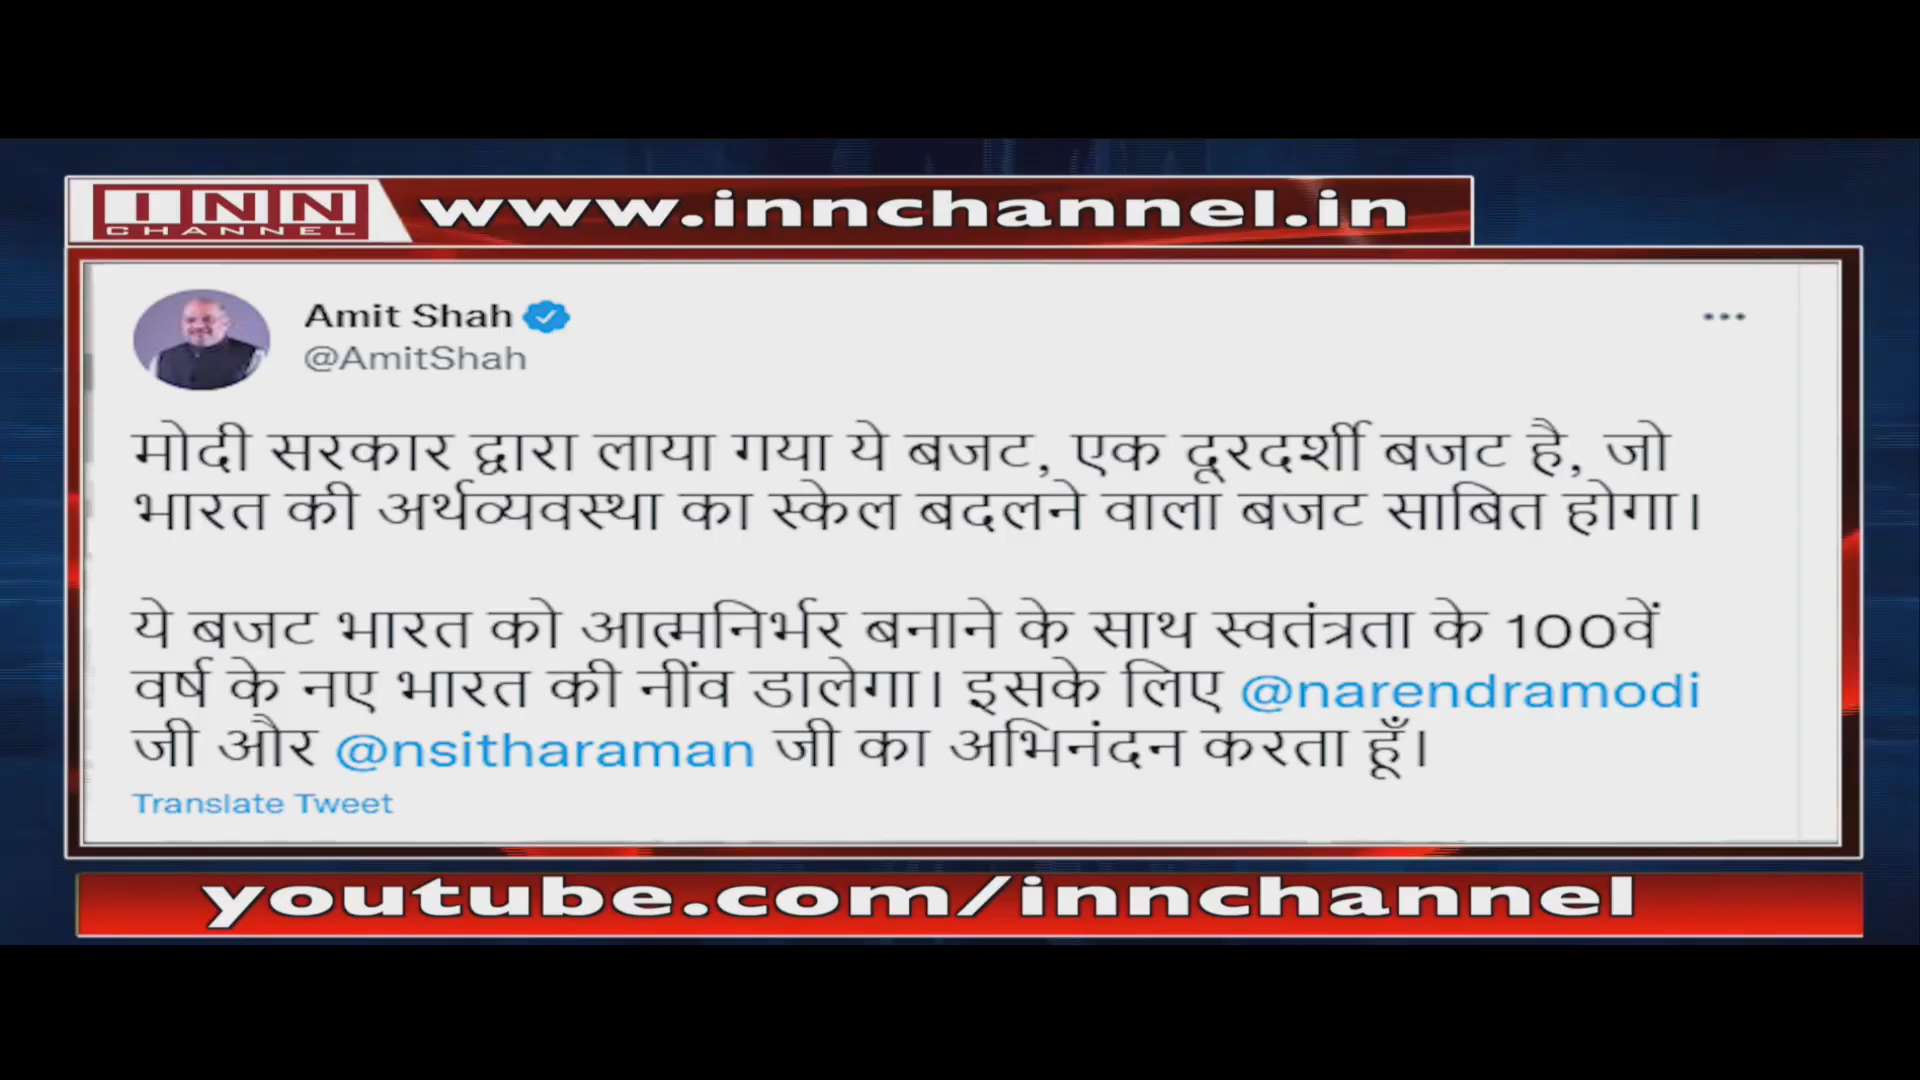 INN
CHANNEL
www.innchannel.in
Amit Shah
@AmitShah
मोदी सरकार द्वारा लाया गया ये बजट, एक दूरदर्शी बजट है, जो
भारत की अर्थव्यवस्था का स्केल बदलने वाला बजट साबित होगा।
ये बजट भारत को आत्मनिर्भर बनाने के साथ स्वतंत्रता के 100वें
वर्ष के नए भारत की नींव डालेगा। इसके लिए @narendramodi
जी और @nsitharaman जी का अभिनंदन करता हूँ।
Translate Tweet
youtube.com/innchannel